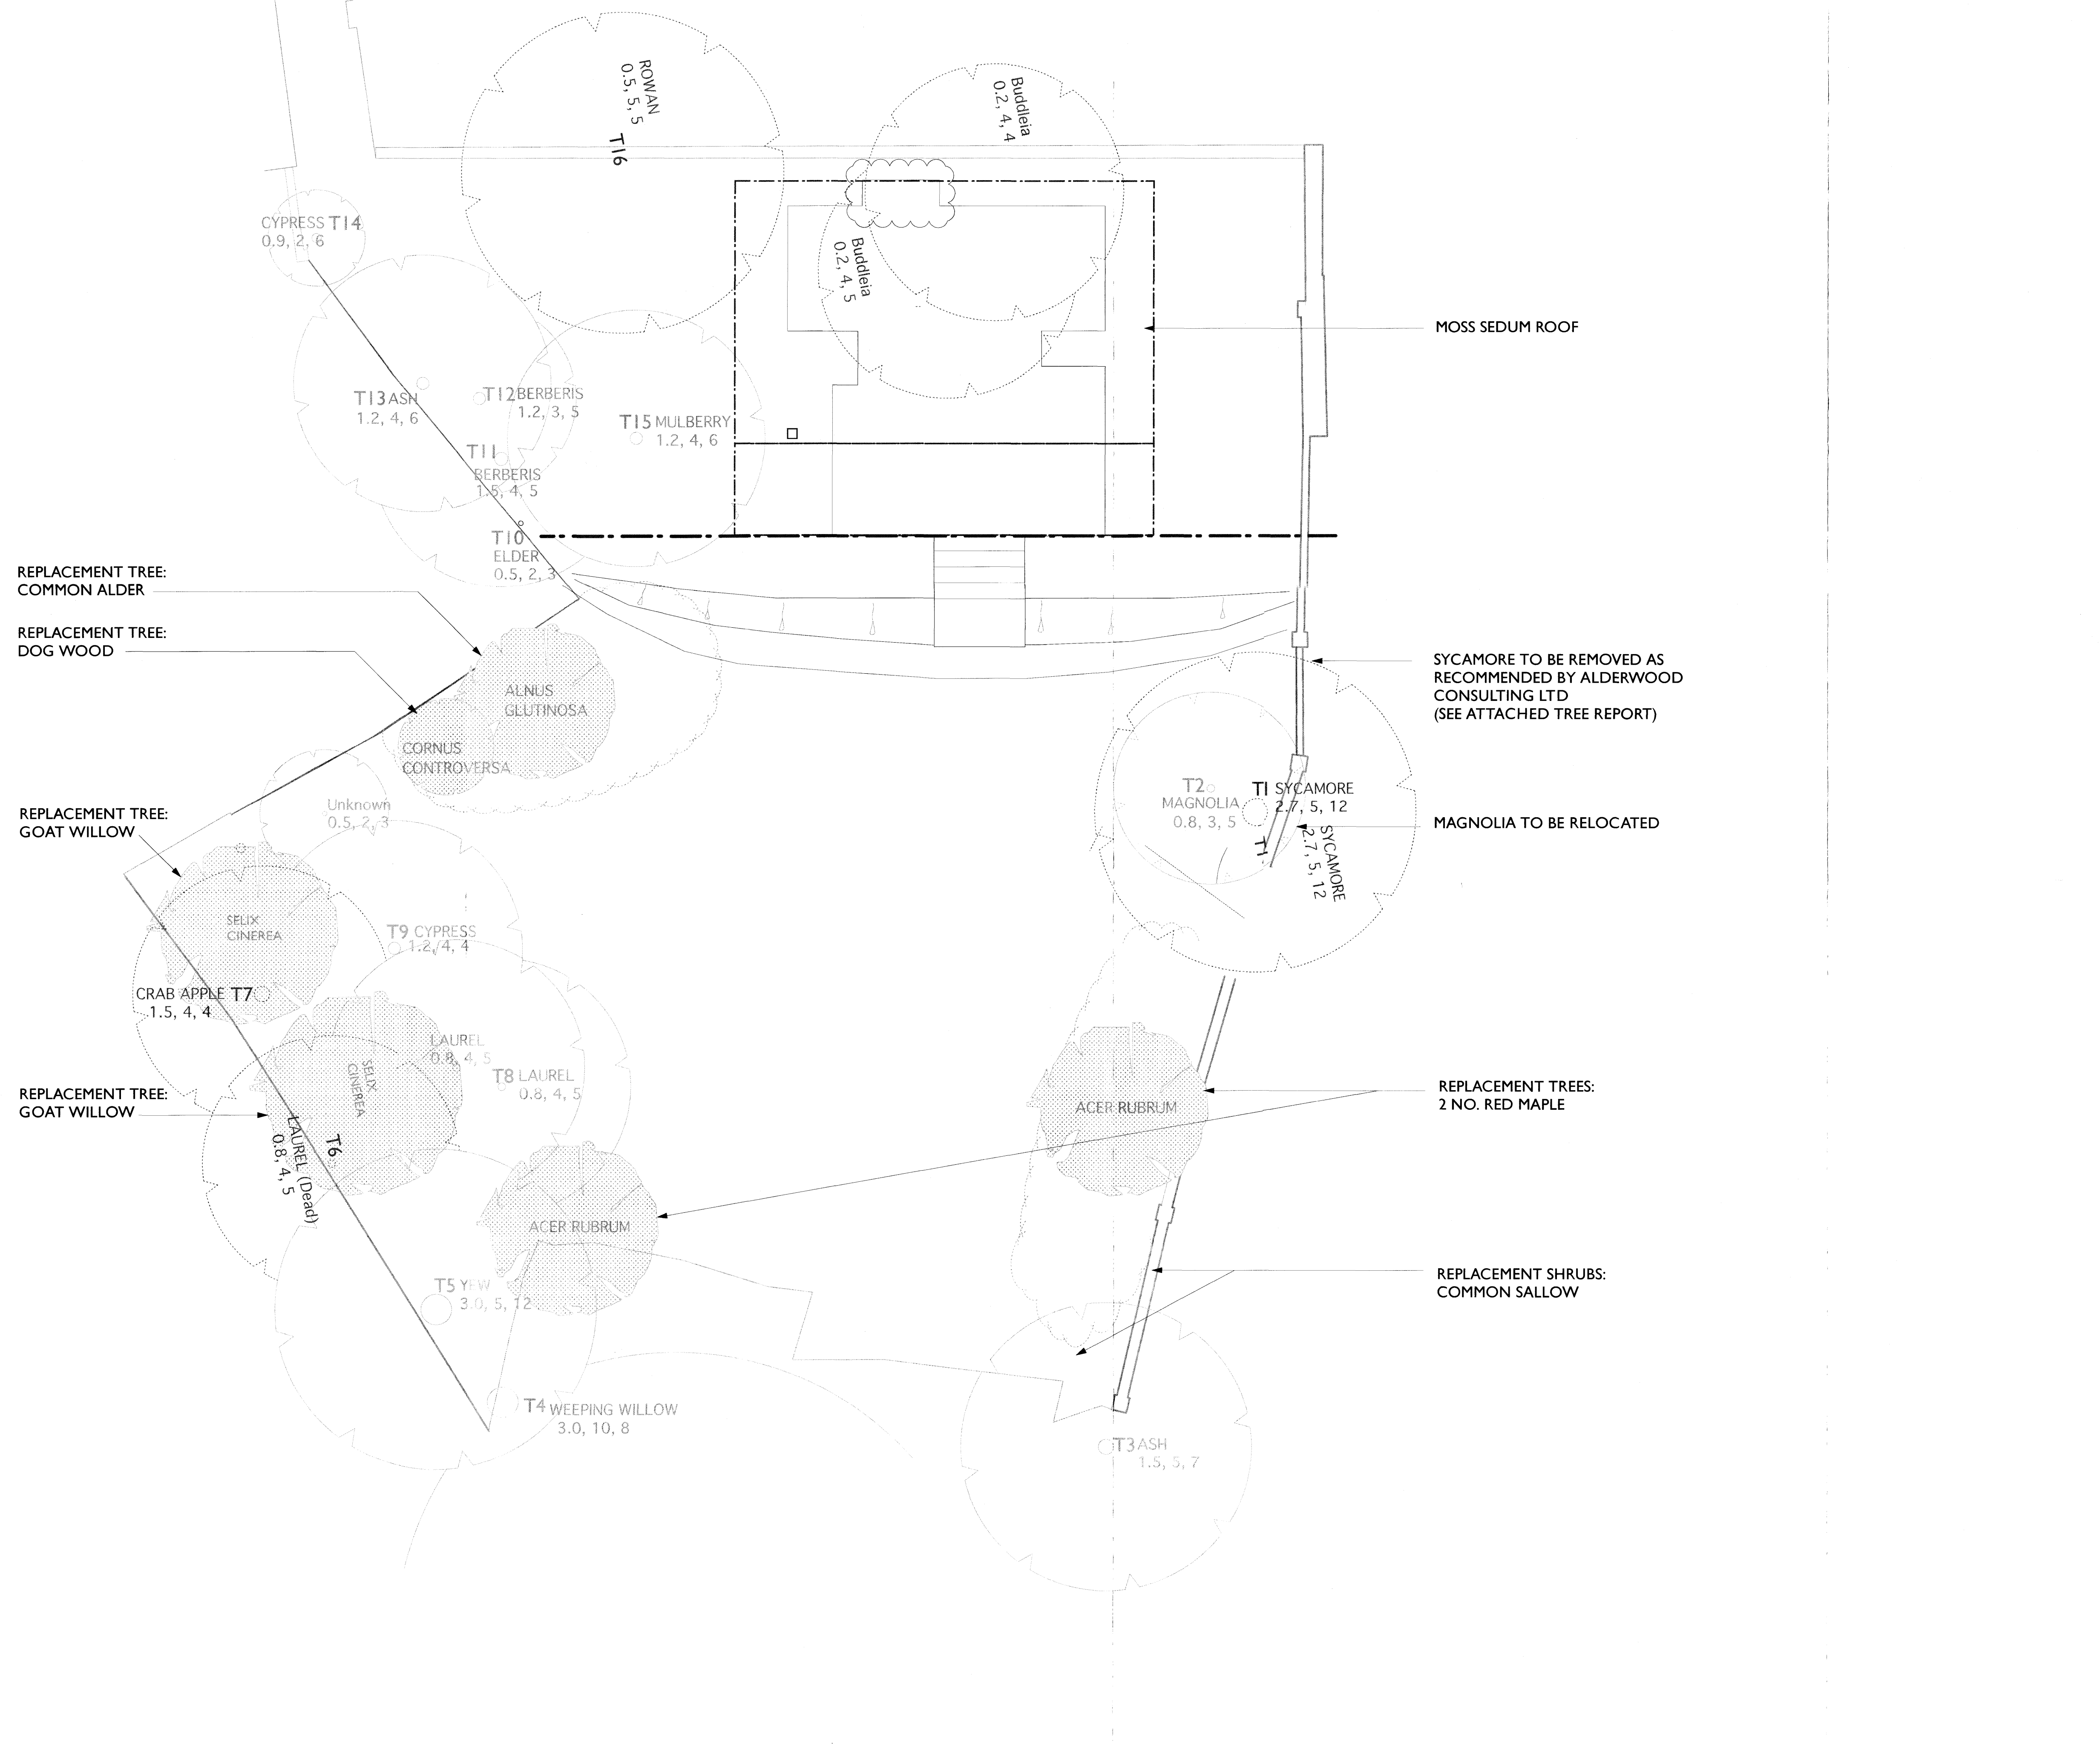 ROWAN
0.5, 5, 5
T16
Buddleia
0.2, 4, 4
CYPRESS T14
0.9, 2, 6
Buddleia
0.2, 4, 5
MOSS SEDUM ROOF
T13 ASH
1.2, 4, 6
T12 BERBERIS
1.2, 3, 5
T15 MULBERRY
1.2, 4, 6
T11
BERBERIS
1.5, 4, 5
T10
ELDER
0.5, 2, 3
REPLACEMENT TREE:
COMMON ALDER
REPLACEMENT TREE:
DOG WOOD
ALNUS
GLUTINOSA
CORNUS
CONTROVERSA
SYCAMORE TO BE REMOVED AS
RECOMMENDED BY ALDERWOOD
CONSULTING LTD
(SEE ATTACHED TREE REPORT)
T2
MAGNOLIA
0.8, 3, 5
T1 SYCAMORE
2.7, 5, 12
T1
SYCAMORE
2.7, 5, 12
MAGNOLIA TO BE RELOCATED
Unknown
0.5, 2, 3
REPLACEMENT TREE:
GOAT WILLOW
SELIX
CINEREA
T9 CYPRESS
1.2, 4, 4
CRAB APPLE T7
1.5, 4, 4
LAUREL
0.8, 4, 5
SELIX
CINEREA
T8 LAUREL
0.8, 4, 5
REPLACEMENT TREE:
GOAT WILLOW
T6
LAUREL (Dead)
0.8, 4, 5
ACER RUBRUM
REPLACEMENT TREES:
2 NO. RED MAPLE
ACER RUBRUM
T5 YEW
3.0, 5, 12
REPLACEMENT SHRUBS:
COMMON SALLOW
T4 WEEPING WILLOW
3.0, 10, 8
T3 ASH
1.5, 5, 7